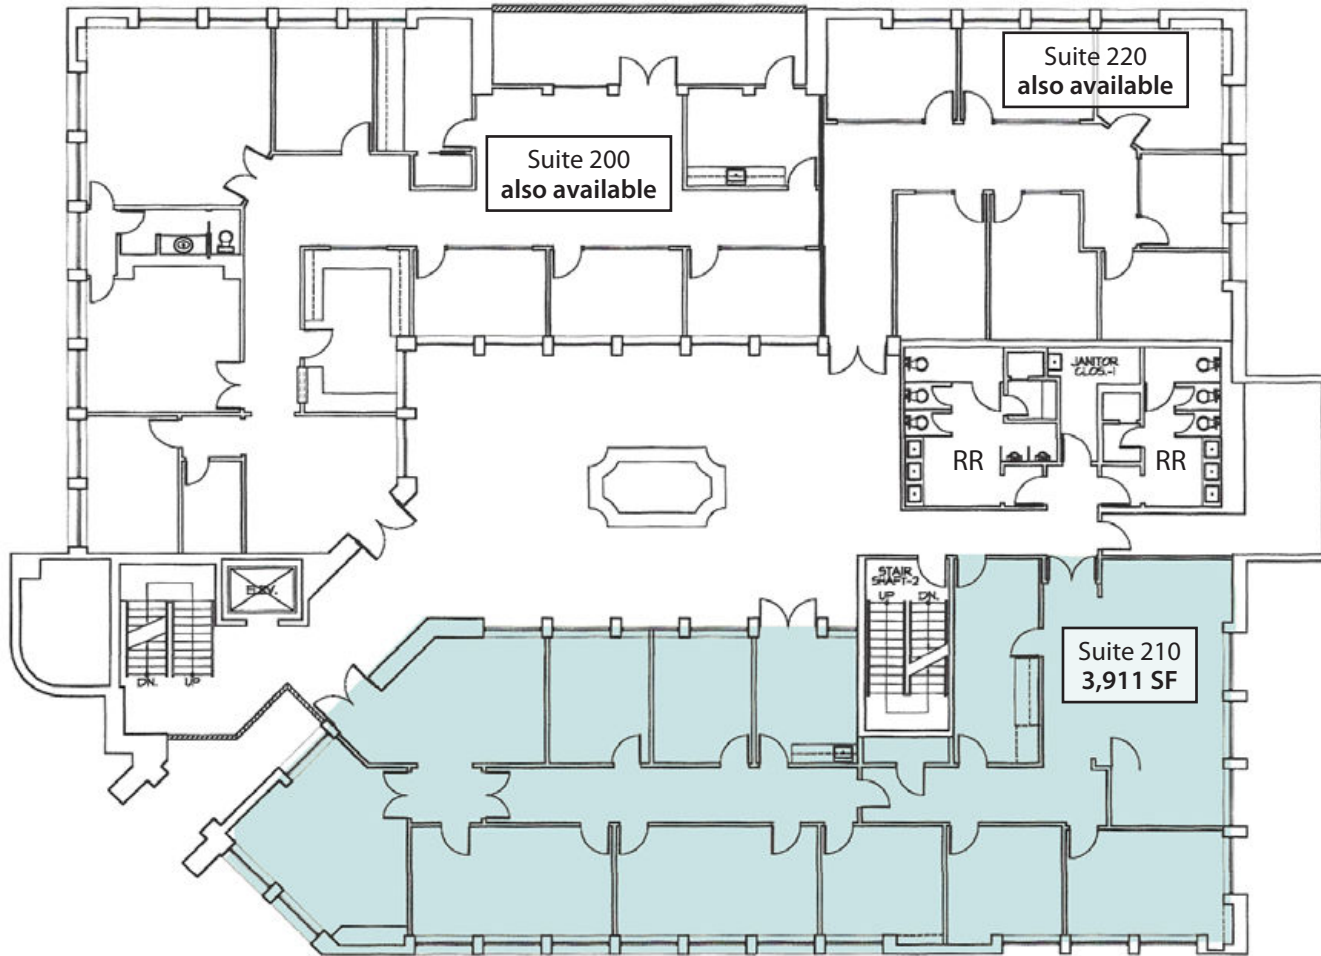 Suite 220
also available
Suite 200
also available
JANITOR
CLOS.-1
RR
RR
STAIR
SHAFT-2
UP DN.
ELEV.
DN. UP
Suite 210
3,911 SF